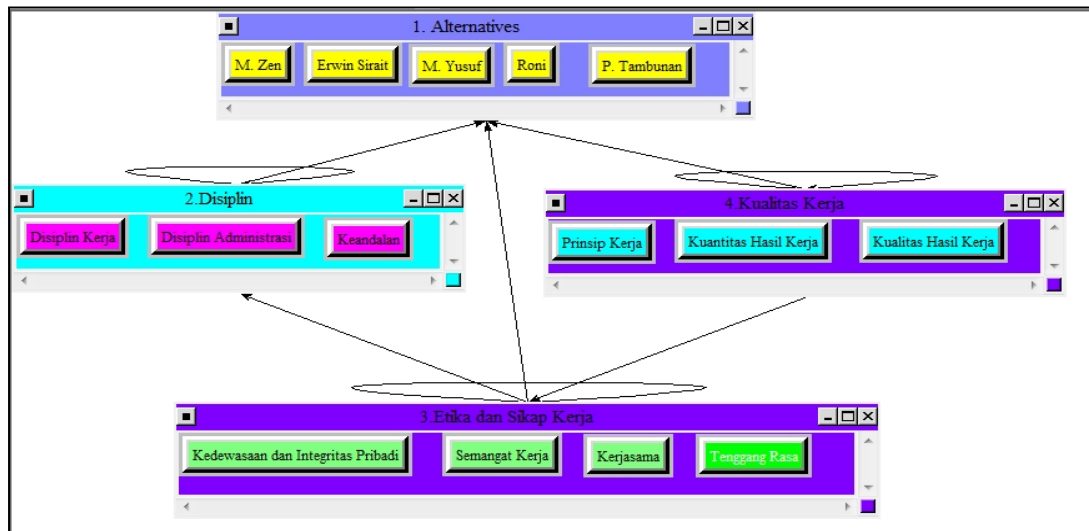 1. Alternatives
M. Zen
Erwin Sirait
M. Yusuf
Roni
P. Tambunan
2.Disiplin
Disiplin Kerja
Disiplin Administrasi
Keandalan
4.Kualitas Kerja
Prinsip Kerja
Kuantitas Hasil Kerja
Kualitas Hasil Kerja
3.Etika dan Sikap Kerja
Kedewasaan dan Integritas Pribadi
Semangat Kerja
Kerjasama
Tenggang Rasa